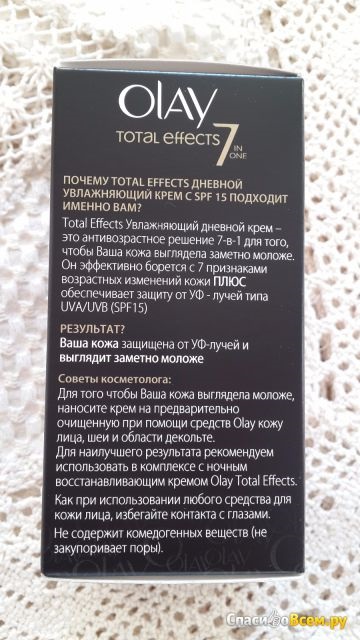 OLAY
TOTAL effects 7 IN ONE
ПОЧЕМУ TOTAL EFFECTS ДНЕВНОЙ
УВЛАЖНЯЮЩИЙ КРЕМ С SPF 15 ПОДХОДИТ
ИМЕННО ВАМ?
Total Effects Увлажняющий дневной крем –
это антивозрастное решение 7-в-1 для того,
чтобы Ваша кожа выглядела заметно моложе.
Он эффективно борется с 7 признаками
возрастных изменений кожи ПЛЮС
обеспечивает защиту от УФ - лучей типа
UVA/UVB (SPF15)
РЕЗУЛЬТАТ?
Ваша кожа защищена от УФ-лучей и
выглядит заметно моложе
Советы косметолога:
Для того чтобы Ваша кожа выглядела моложе,
наносите крем на предварительно
очищенную при помощи средств Olay кожу
лица, шеи и области декольте.
Для наилучшего результата рекомендуем
использовать в комплексе с ночным
восстанавливающим кремом Olay Total Effects.
Как при использовании любого средства для
кожи лица, избегайте контакта с глазами.
Не содержит комедогенных веществ (не
закупоривает поры).
OLAY
СпасибоВсем.ру